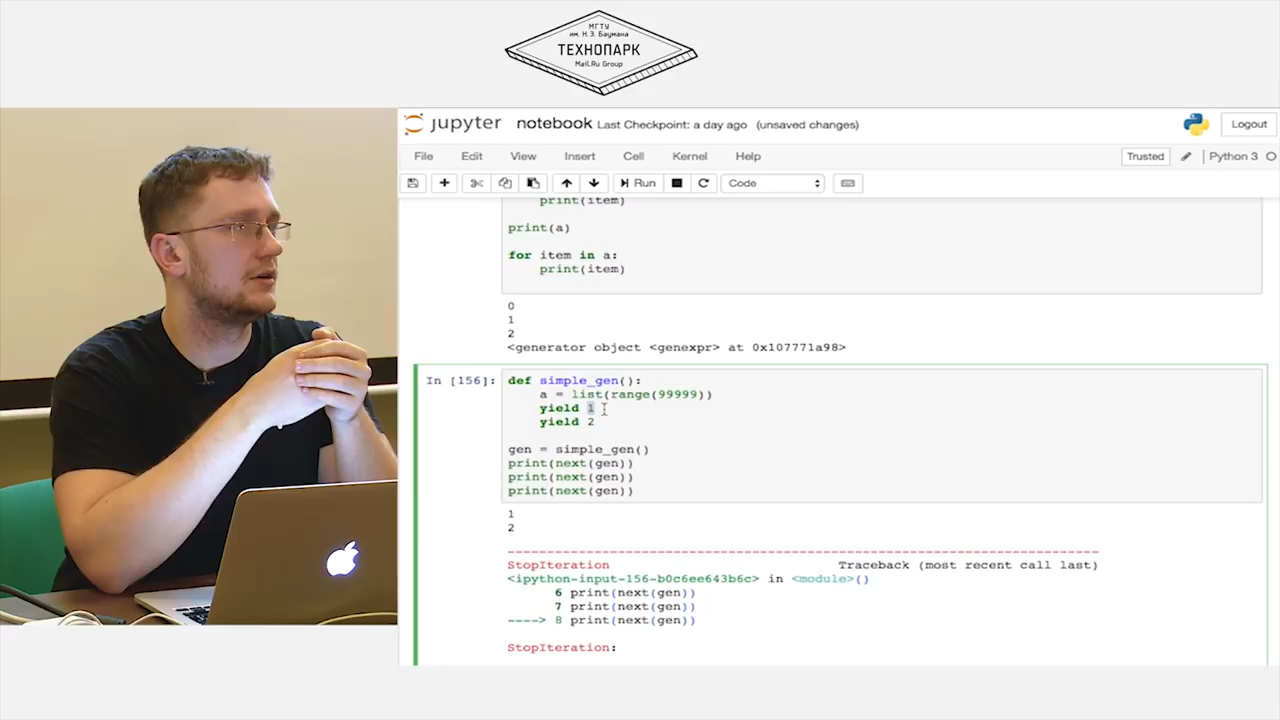 МГТУ
им. Н.Э. Баумана
ТЕХНОПАРК
Mail.Ru Group
jupyter notebook Last Checkpoint: a day ago (unsaved changes)
Logout
File Edit View Insert Cell Kernel Help
Trusted
Python 3
Run
Code
print(item)
print(a)
for item in a:
print(item)
0
1
2
<generator object <genexpr> at 0x107771a98>
In [156]:
def simple_gen():
a = list(range(99999))
yield 1
yield 2
gen = simple_gen()
print(next(gen))
print(next(gen))
print(next(gen))
1
2
---------------------------------------------------------------------------
StopIteration Traceback (most recent call last)
<ipython-input-156-b0c6ee643b6c> in <module>()
6 print(next(gen))
7 print(next(gen))
----> 8 print(next(gen))
StopIteration: